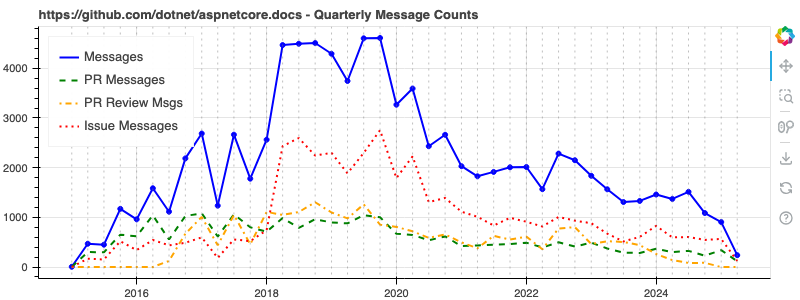 https://github.com/dotnet/aspnetcore.docs - Quarterly Message Counts
Messages
PR Messages
PR Review Msgs
Issue Messages
4000
3000
2000
1000
0
2016
2018
2020
2022
2024